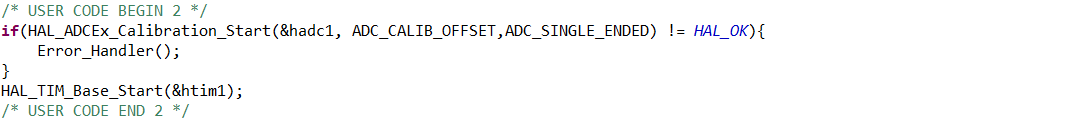 /* USER CODE BEGIN 2 */
if(HAL_ADCEx_Calibration_Start(&hadc1, ADC_CALIB_OFFSET,ADC_SINGLE_ENDED) != HAL_OK){
    Error_Handler();
}
HAL_TIM_Base_Start(&htim1);
/* USER CODE END 2 */